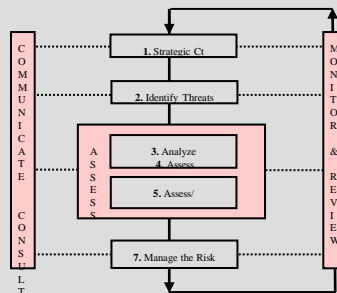 COMMUNICATE CONSULT
1. Strategic Ct
2. Identify Threats
ASSESS
3. Analyze
4. Assess
5. Assess/
7. Manage the Risk
MONITOR & REVIEW